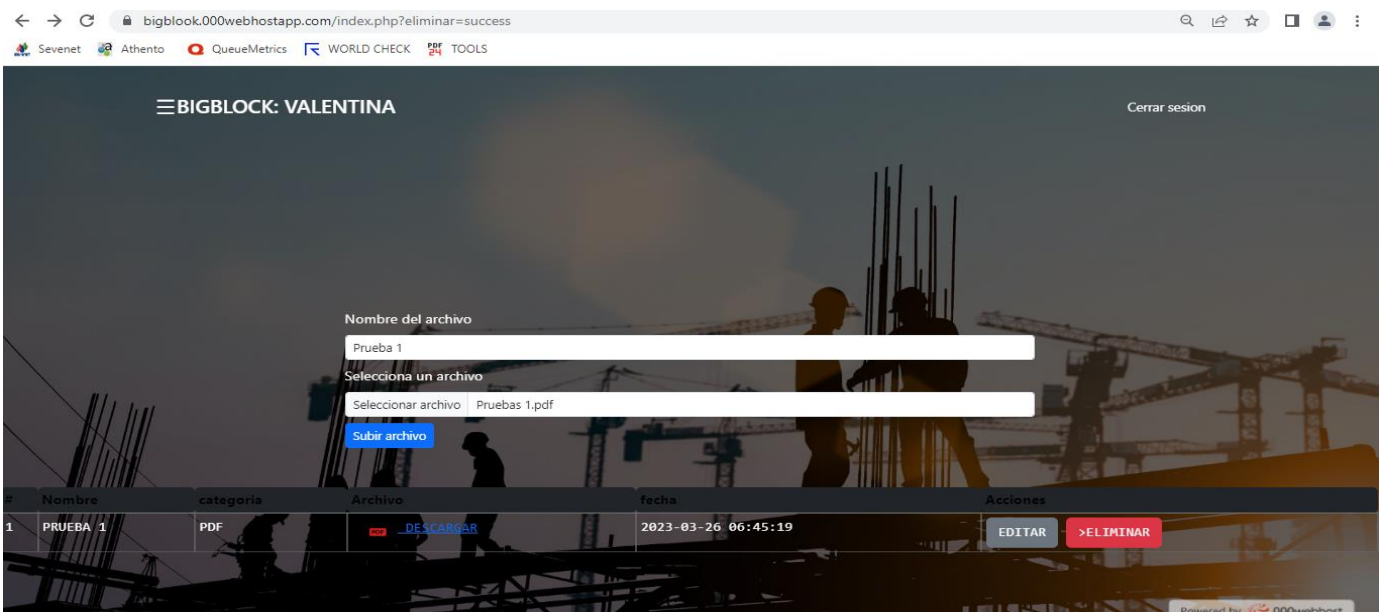 bigblook.000webhostapp.com/index.php?eliminar=success
Sevenet Athento QueueMetrics WORLD CHECK PDF 24 TOOLS
☰BIGBLOCK: VALENTINA Cerrar sesion
Nombre del archivo
Prueba 1
Selecciona un archivo
Seleccionar archivo Pruebas 1.pdf
Subir archivo
# Nombre categoria Archivo fecha Acciones
1 PRUEBA 1 PDF PDF DESCARGAR 2023-03-26 06:45:19 EDITAR >ELIMINAR
Powered by 000webhost